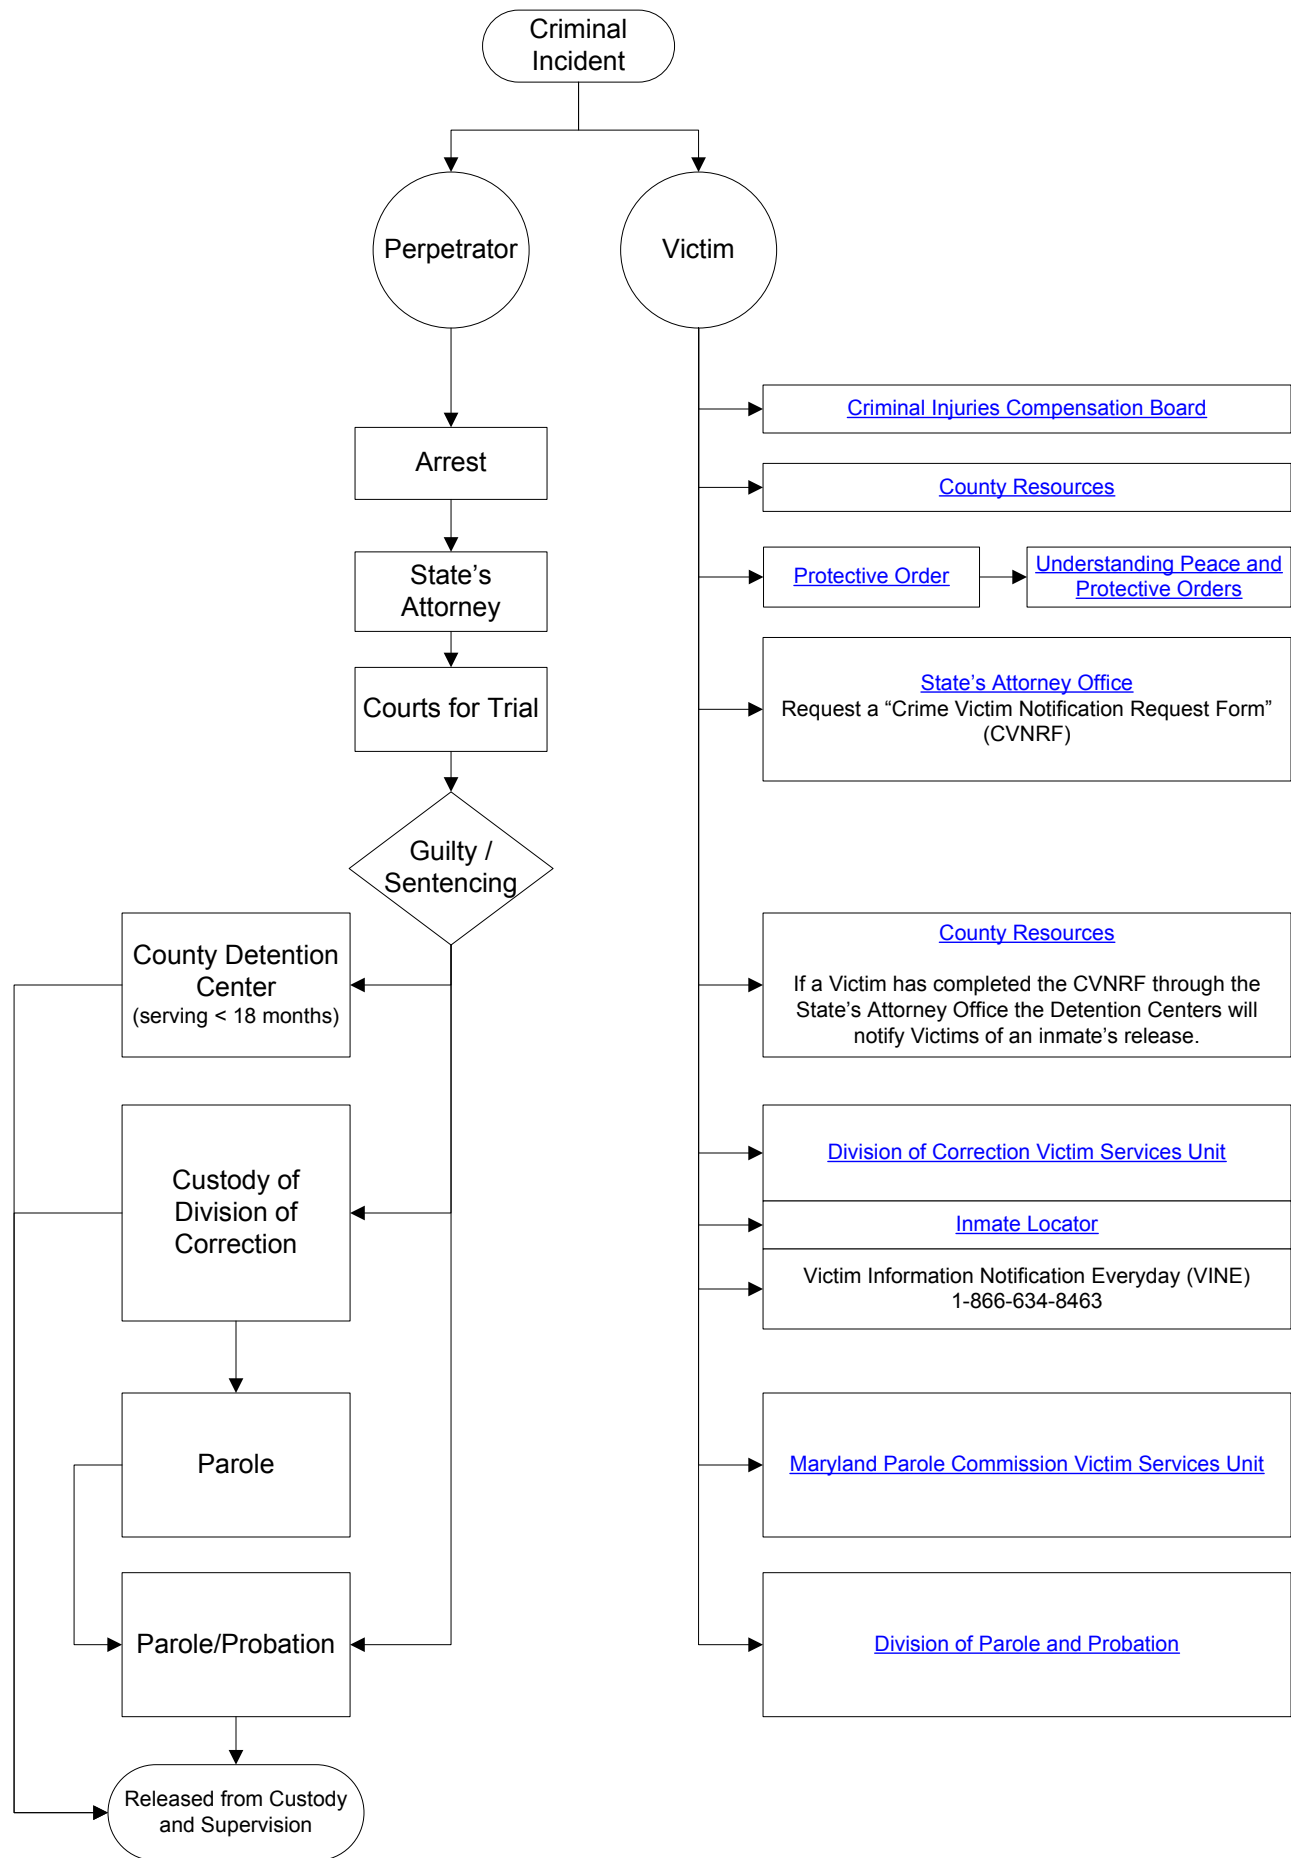 Criminal
Incident
Perpetrator
Victim
Arrest
State’s
Attorney
Courts for Trial
Guilty /
Sentencing
County Detention
Center
(serving < 18 months)
Custody of
Division of
Correction
Parole
Parole/Probation
Released from Custody
and Supervision
Criminal Injuries Compensation Board
County Resources
Protective Order
Understanding Peace and
Protective Orders
State’s Attorney Office
Request a “Crime Victim Notification Request Form”
(CVNRF)
County Resources
If a Victim has completed the CVNRF through the
State’s Attorney Office the Detention Centers will
notify Victims of an inmate’s release.
Division of Correction Victim Services Unit
Inmate Locator
Victim Information Notification Everyday (VINE)
1-866-634-8463
Maryland Parole Commission Victim Services Unit
Division of Parole and Probation